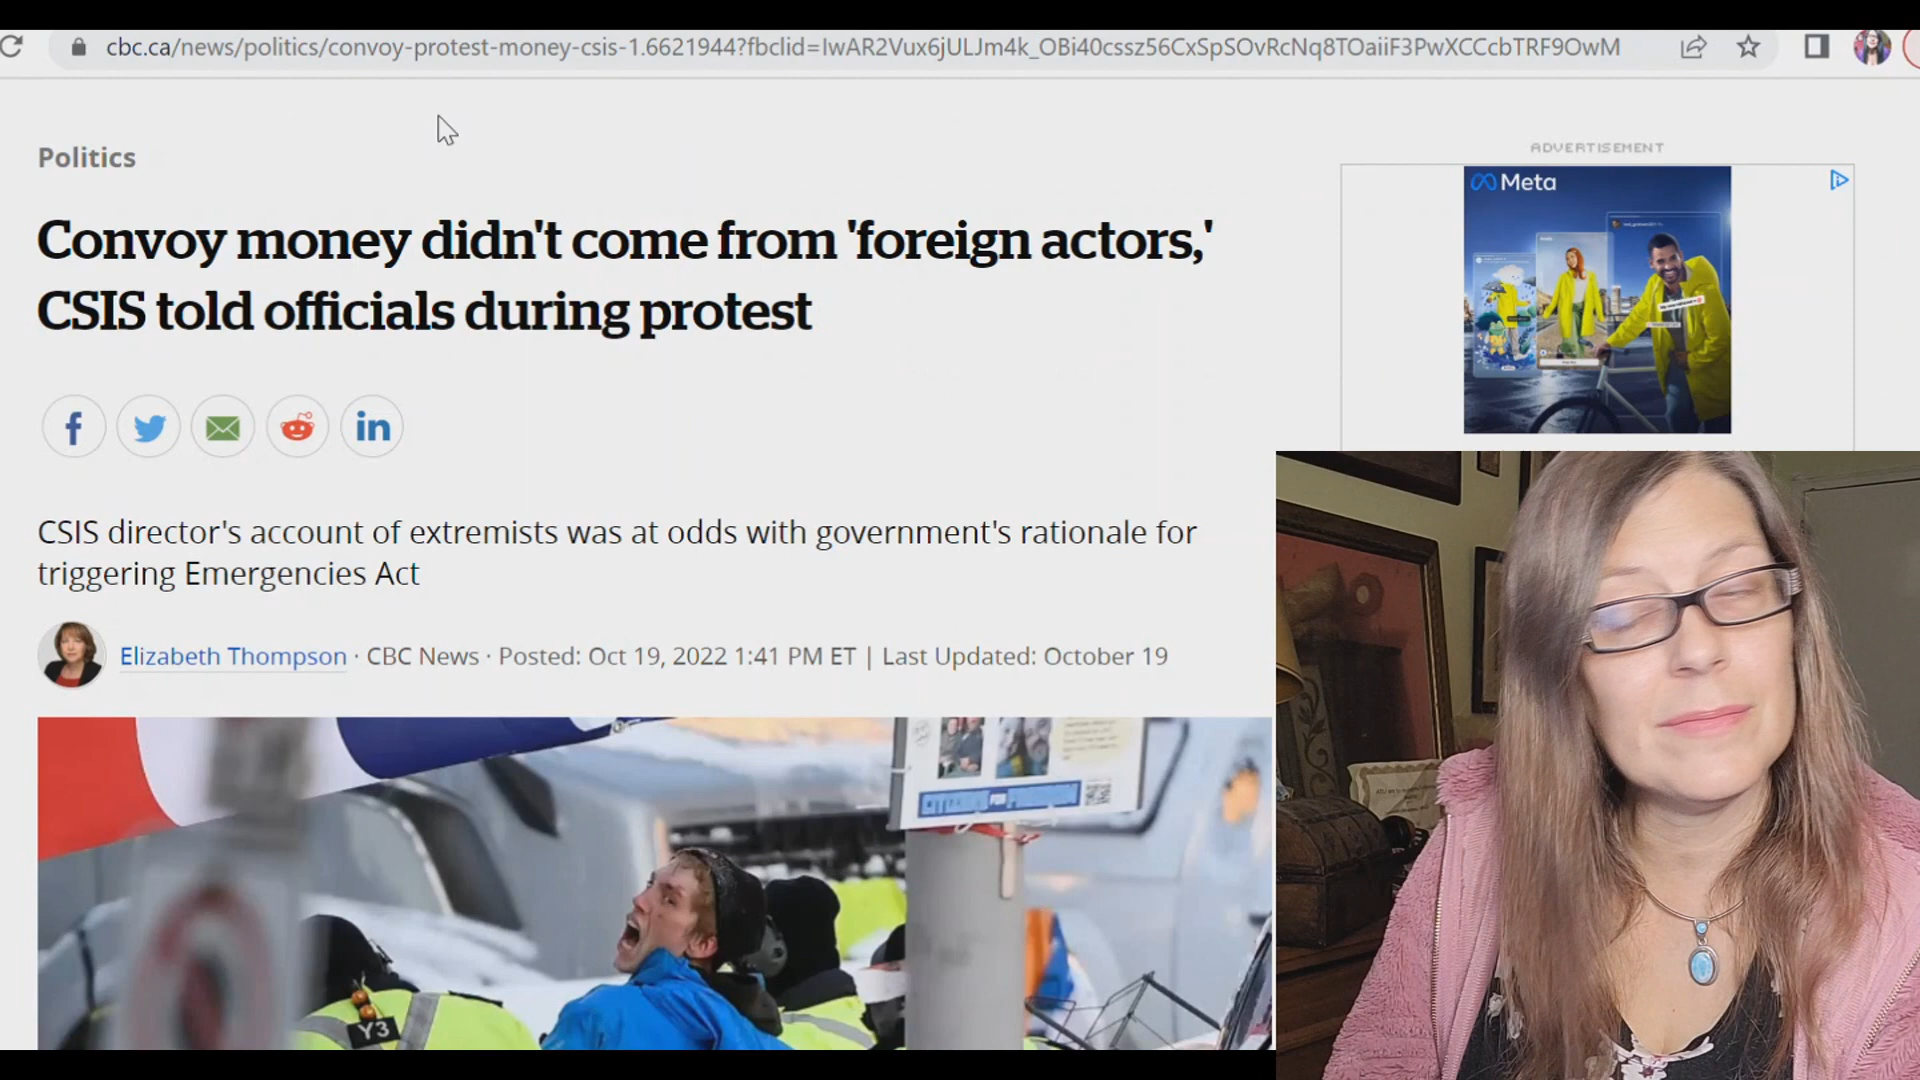 cbc.ca/news/politics/convoy-protest-money-csis-1.6621944?fbclid=IwAR2Vux6jULJm4k_OBi40cssz56CxSpSOvRcNq8TOaiiF3PwXCCcbTRF9OwM
Politics
ADVERTISEMENT
Meta
Convoy money didn't come from 'foreign actors,'
CSIS told officials during protest
CSIS director's account of extremists was at odds with government's rationale for
triggering Emergencies Act
Elizabeth Thompson · CBC News · Posted: Oct 19, 2022 1:41 PM ET | Last Updated: October 19
Y3